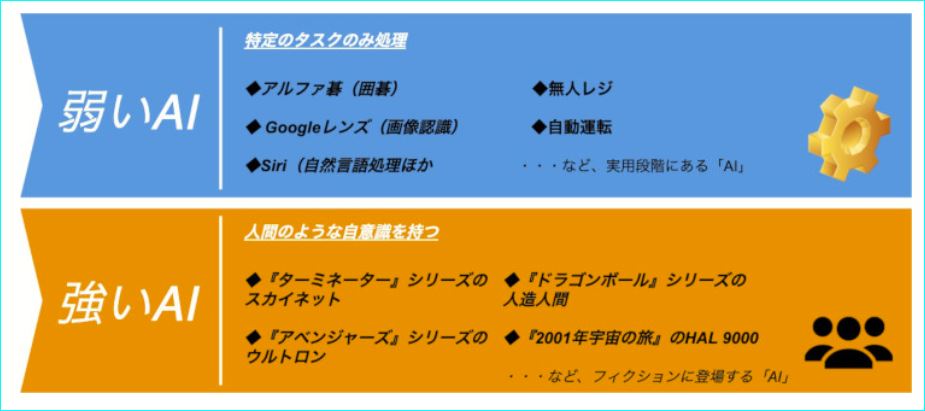 弱いAI
特定のタスクのみ処理
◆アルファ碁（囲碁）
◆ Googleレンズ（画像認識）
◆Siri（自然言語処理ほか
◆無人レジ
◆自動運転
・・・など、実用段階にある「AI」
強いAI
人間のような自意識を持つ
◆『ターミネーター』シリーズの
スカイネット
◆『アベンジャーズ』シリーズの
ウルトロン
◆『ドラゴンボール』シリーズの
人造人間
◆『2001年宇宙の旅』のHAL 9000
・・・など、フィクションに登場する「AI」